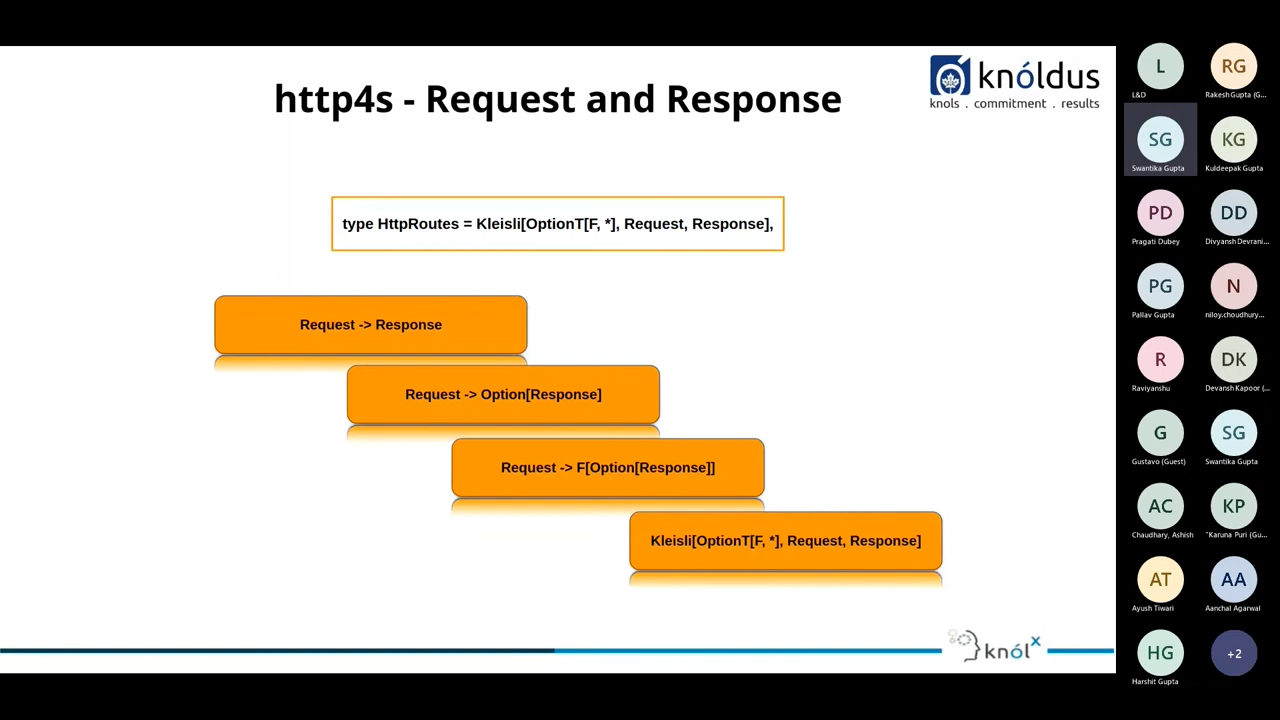 http4s - Request and Response
knóldus
knols . commitment . results
type HttpRoutes = Kleisli[OptionT[F, *], Request, Response],
Request -> Response
Request -> Option[Response]
Request -> F[Option[Response]]
Kleisli[OptionT[F, *], Request, Response]
knólx
L
L&D
RG
Rakesh Gupta (G...
SG
Swantika Gupta
KG
Kuldeepak Gupta
PD
Pragati Dubey
DD
Divyansh Devrani...
PG
Pallav Gupta
N
niloy.choudhury...
R
Raviyanshu
DK
Devansh Kapoor (...
G
Gustavo (Guest)
SG
Swantika Gupta
AC
Chaudhary, Ashish
KP
"Karuna Puri (Gu...
AT
Ayush Tiwari
AA
Aanchal Agarwal
HG
Harshit Gupta
+2